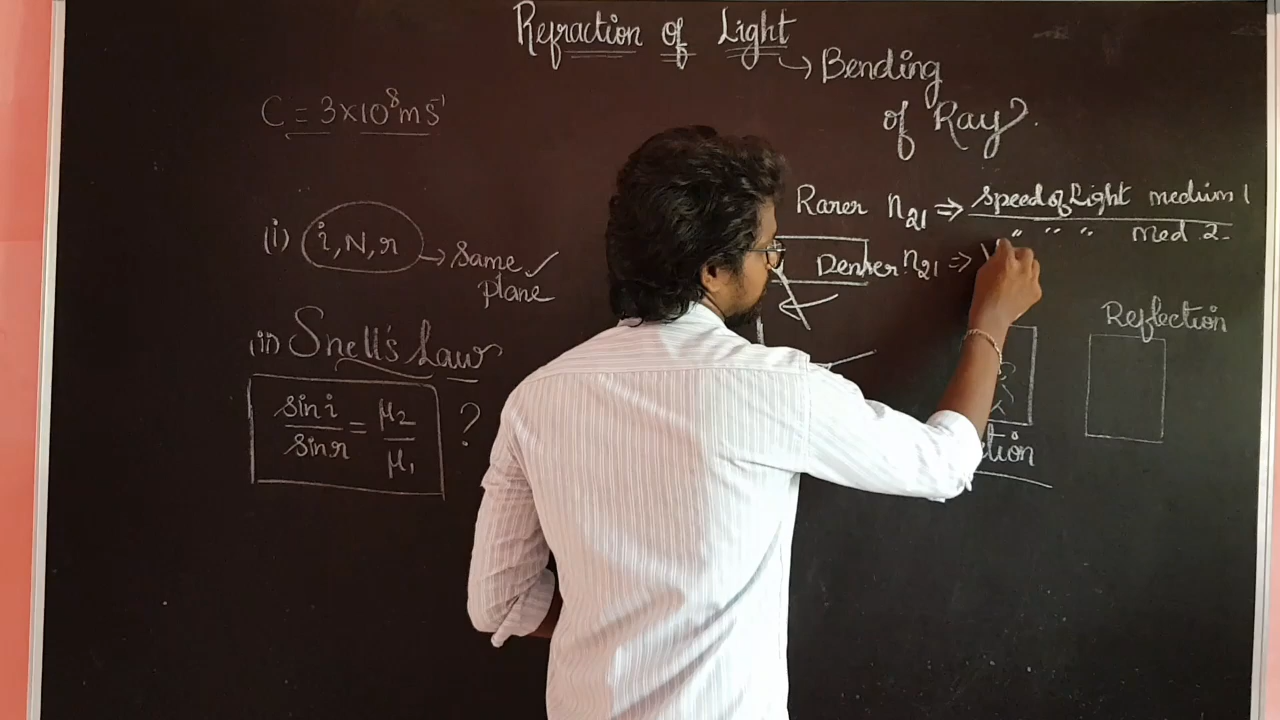 Refraction of Light
→ Bending
of Ray
C = 3×10⁸ms⁻¹
(i) i, N, r → Same ✓
plane
(ii) Snell's Law
sin i / sin r = μ₂ / μ₁ ?
Rarer
Denser
n₂₁ ⇒ Speed of Light medium 1
" " " med 2
n₂₁ ⇒
Reflection